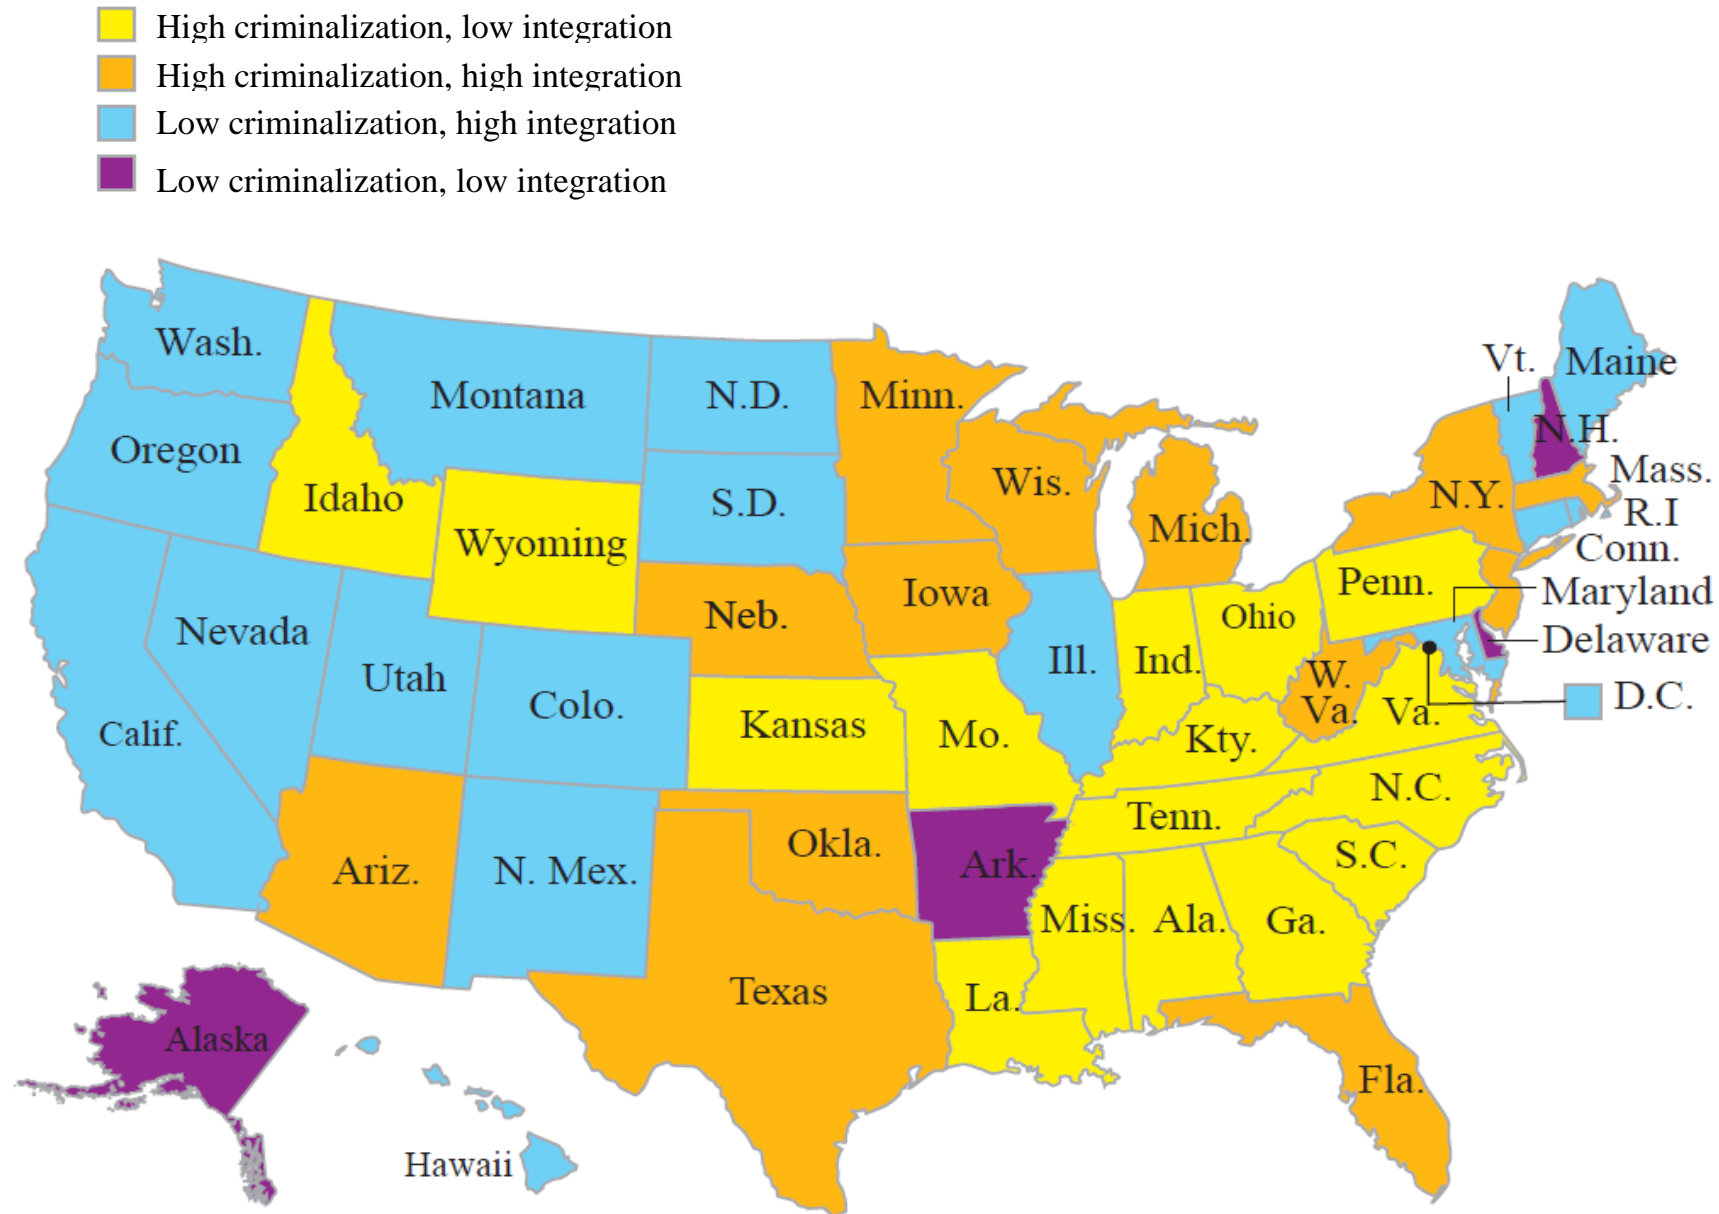 High criminalization, low integration
High criminalization, high integration
Low criminalization, high integration
Low criminalization, low integration
Wash.
Montana
N.D.
Minn.
Vt.
Maine
Oregon
Idaho
S.D.
Wis.
Mich.
N.Y.
N.H.
Mass.
R.I
Conn.
Wyoming
Neb.
Iowa
Penn.
Maryland
Delaware
D.C.
Nevada
Utah
Colo.
Calif.
Kansas
Mo.
Ill.
Ind.
Ohio
W.
Va.
Va.
Kty.
N.C.
Tenn.
S.C.
Ariz.
N. Mex.
Okla.
Ark.
Miss.
Ala.
Ga.
Texas
La.
Fla.
Alaska
Hawaii